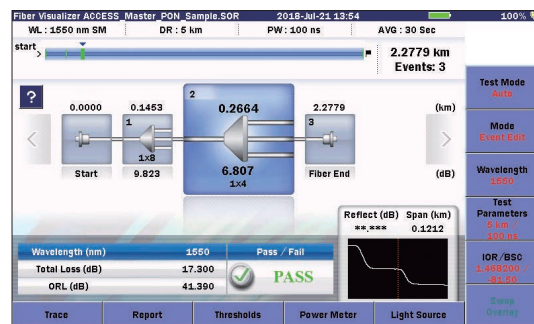 Fiber Visualizer ACCESS_Master_PON_Sample.SOR 2018-Jul-21 13:54 100%
WL : 1550 nm SM DR : 5 km PW : 100 ns AVG : 30 Sec
start
2.2779 km
Events: 3
?
0.0000 0.1453 2 0.2664 2.2779 (km)
1 3
1x8
Start 9.823 6.807 Fiber End (dB)
1x4
Reflect (dB) Span (km)
**.*** 0.1212
Wavelength (nm) 1550 Pass / Fail
Total Loss (dB) 17.300 PASS
ORL (dB) 41.390
Test Mode
Auto
Mode
Event Edit
Wavelength
1550
Test
Parameters
5 km
100 ns
IOR/BSC
1.468200
-81.50
Swap
Overlay
Trace Report Thresholds Power Meter Light Source